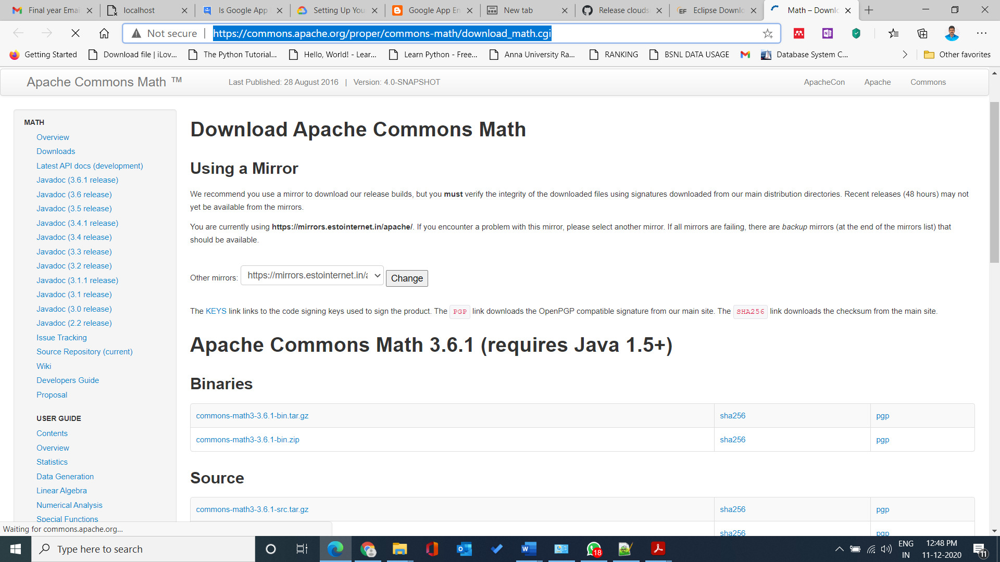 Final year Emai
localhost
Is Google App
Setting Up You
Google App En
New tab
Release clouds
Eclipse Downlo
Math – Downlo
Not secure
https://commons.apache.org/proper/commons-math/download_math.cgi
Getting Started
Download file | iLov...
The Python Tutorial...
Hello, World! - Lear...
Learn Python - Free...
Anna University Ra...
RANKING
BSNL DATA USAGE
Database System C...
Other favorites
Apache Commons Math ™
Last Published: 28 August 2016 | Version: 4.0-SNAPSHOT
ApacheCon
Apache
Commons
MATH
Overview
Downloads
Latest API docs (development)
Javadoc (3.6.1 release)
Javadoc (3.6 release)
Javadoc (3.5 release)
Javadoc (3.4.1 release)
Javadoc (3.4 release)
Javadoc (3.3 release)
Javadoc (3.2 release)
Javadoc (3.1.1 release)
Javadoc (3.1 release)
Javadoc (3.0 release)
Javadoc (2.2 release)
Issue Tracking
Source Repository (current)
Wiki
Developers Guide
Proposal
USER GUIDE
Contents
Overview
Statistics
Data Generation
Linear Algebra
Numerical Analysis
Special Functions
Download Apache Commons Math
Using a Mirror
We recommend you use a mirror to download our release builds, but you must verify the integrity of the downloaded files using signatures downloaded from our main distribution directories. Recent releases (48 hours) may not
yet be available from the mirrors.
You are currently using https://mirrors.estointernet.in/apache/. If you encounter a problem with this mirror, please select another mirror. If all mirrors are failing, there are backup mirrors (at the end of the mirrors list) that
should be available.
Other mirrors: https://mirrors.estointernet.in/a Change
The KEYS link links to the code signing keys used to sign the product. The PGP link downloads the OpenPGP compatible signature from our main site. The SHA256 link downloads the checksum from the main site.
Apache Commons Math 3.6.1 (requires Java 1.5+)
Binaries
commons-math3-3.6.1-bin.tar.gz sha256 pgp
commons-math3-3.6.1-bin.zip sha256 pgp
Source
commons-math3-3.6.1-src.tar.gz sha256 pgp
sha256 pgp
Waiting for commons.apache.org...
Type here to search
18
ENG
IN
12:48 PM
11-12-2020
11